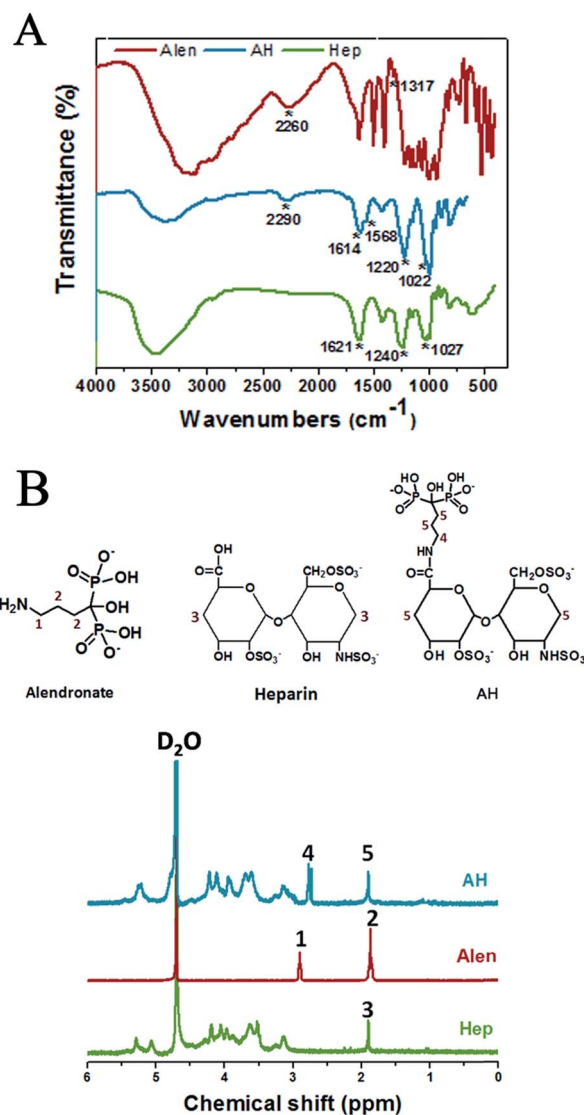 A
Alen AH Hep
Transmittance (%)
*1317
*
2260
*
2290
* *
1614 1568
* *
1220 1022
* * *
1621 1240 1027
4000 3500 3000 2500 2000 1500 1000 500
Wavenumbers (cm⁻¹)
B
O⁻
O=P-OH
H₂N 2 OH
1 2 P-OH
O O⁻
Alendronate
OH
O=C CH₂OSO₃⁻
O O
3 O 3
OH OSO₃⁻ OH NHSO₃⁻
Heparin
OH OH
⁻O-P OH P-O⁻
O 5 O
5 4
HN
O=C CH₂OSO₃⁻
O O
5 O 5
OH OSO₃⁻ OH NHSO₃⁻
AH
D₂O
4 5
AH
1 2
Alen
3
Hep
6 5 4 3 2 1 0
Chemical shift (ppm)